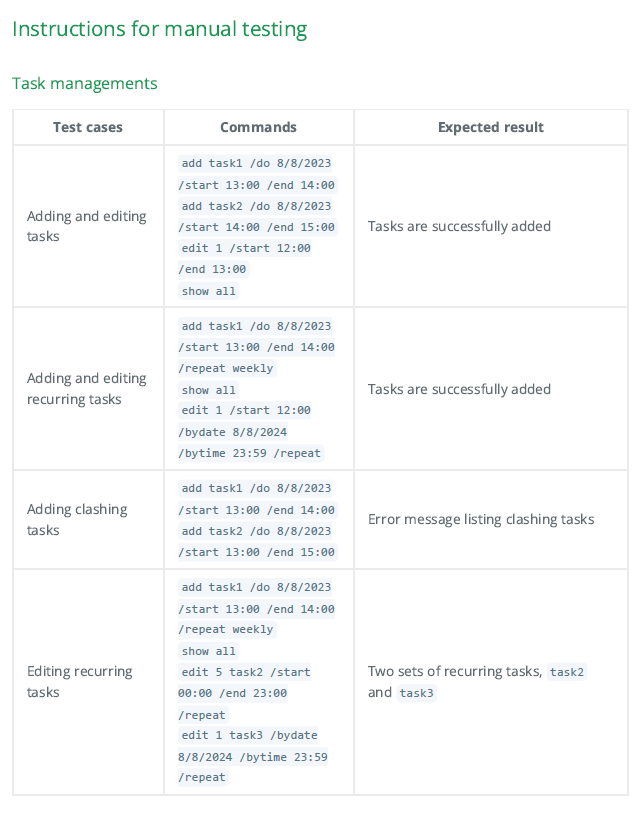 Instructions for manual testing
Task managements
Test cases
Commands
Expected result
Adding and editing
tasks
add task1 /do 8/8/2023
/start 13:00 /end 14:00
add task2 /do 8/8/2023
/start 14:00 /end 15:00
edit 1 /start 12:00
/end 13:00
show all
Tasks are successfully added
Adding and editing
recurring tasks
add task1 /do 8/8/2023
/start 13:00 /end 14:00
/repeat weekly
show all
edit 1 /start 12:00
/bydate 8/8/2024
/bytime 23:59 /repeat
Tasks are successfully added
Adding clashing
tasks
add task1 /do 8/8/2023
/start 13:00 /end 14:00
add task2 /do 8/8/2023
/start 13:00 /end 15:00
Error message listing clashing tasks
Editing recurring
tasks
add task1 /do 8/8/2023
/start 13:00 /end 14:00
/repeat weekly
show all
edit 5 task2 /start
00:00 /end 23:00
/repeat
edit 1 task3 /bydate
8/8/2024 /bytime 23:59
/repeat
Two sets of recurring tasks, task2
and task3